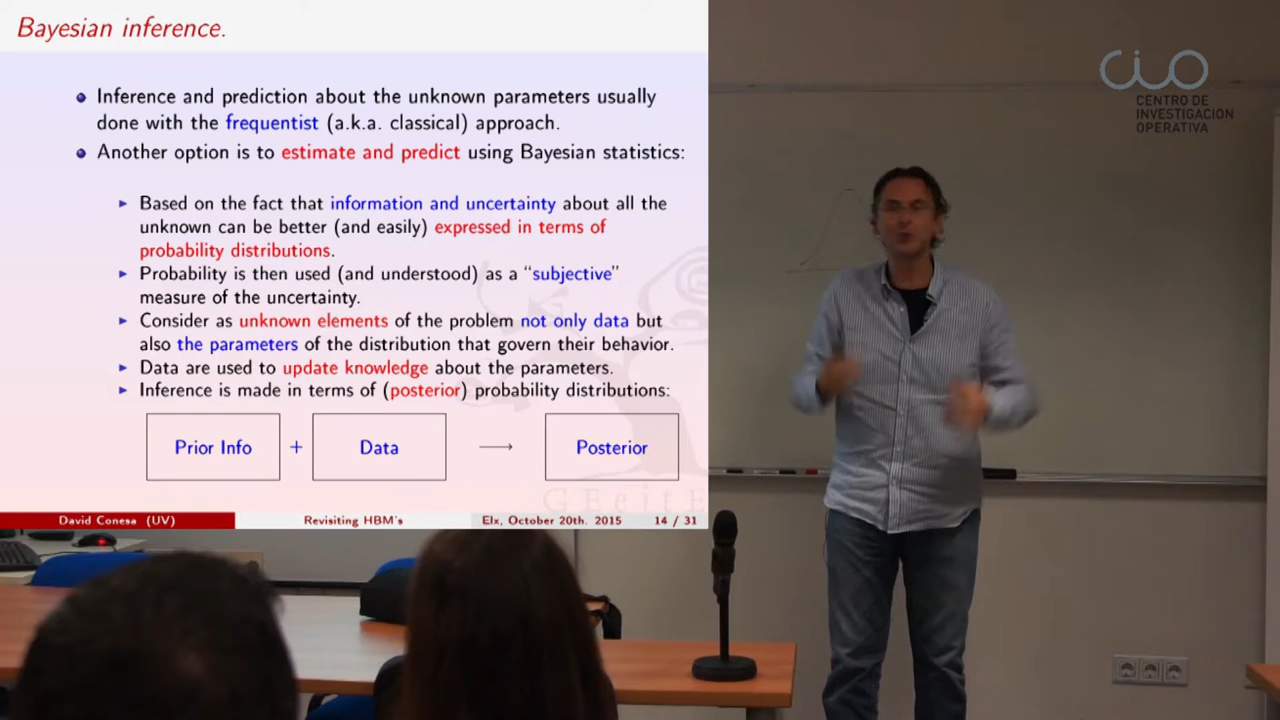 Bayesian inference.
Inference and prediction about the unknown parameters usually
done with the frequentist (a.k.a. classical) approach.
Another option is to estimate and predict using Bayesian statistics:
Based on the fact that information and uncertainty about all the
unknown can be better (and easily) expressed in terms of
probability distributions.
Probability is then used (and understood) as a “subjective”
measure of the uncertainty.
Consider as unknown elements of the problem not only data but
also the parameters of the distribution that govern their behavior.
Data are used to update knowledge about the parameters.
Inference is made in terms of (posterior) probability distributions:
Prior Info + Data → Posterior
GEeitE
David Conesa (UV) Revisiting HBM's Elx, October 20th. 2015 14 / 31
CIO
CENTRO DE
INVESTIGACION
OPERATIVA